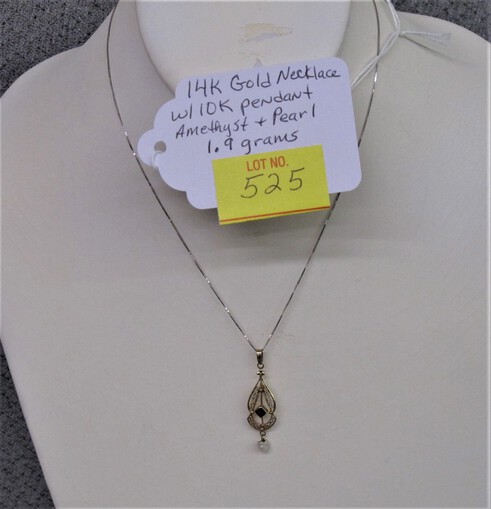 14K Gold Necklace
w/ 10K pendant
Amethyst + Pearl
1.9 grams
LOT NO.
525